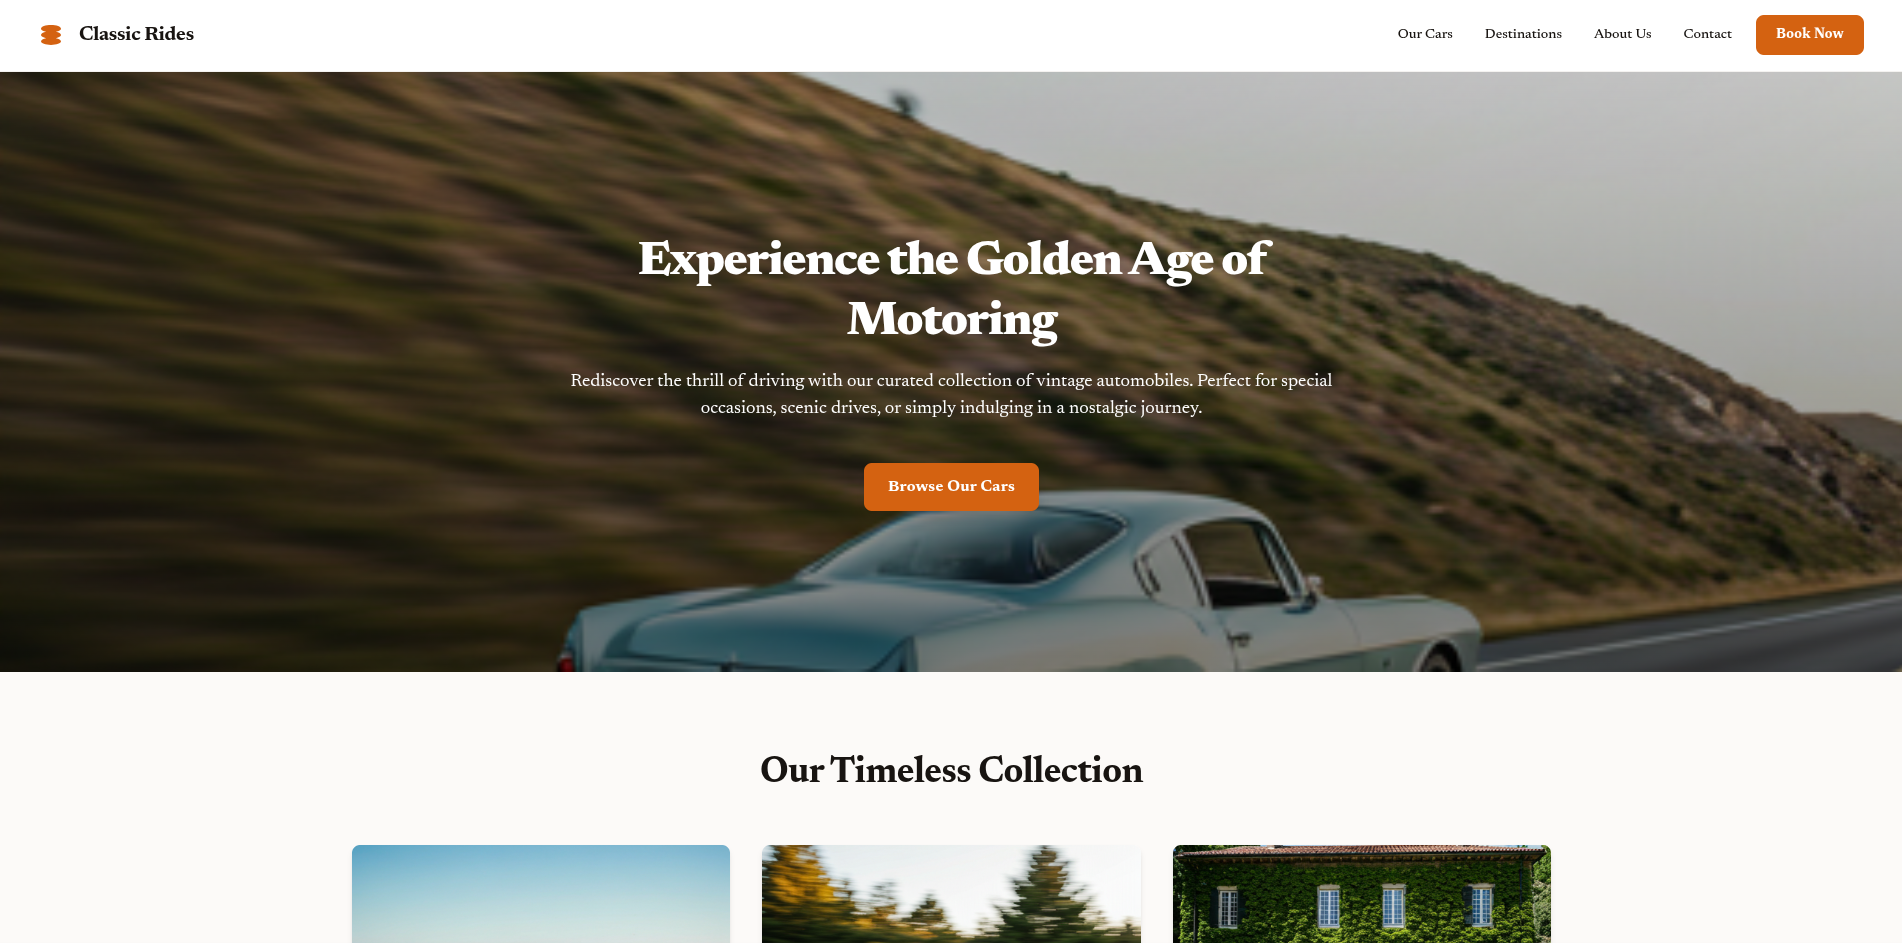 Classic Rides
Our Cars
Destinations
About Us
Contact
Book Now
Experience the Golden Age of
Motoring
Rediscover the thrill of driving with our curated collection of vintage automobiles. Perfect for special
occasions, scenic drives, or simply indulging in a nostalgic journey.
Browse Our Cars
Our Timeless Collection